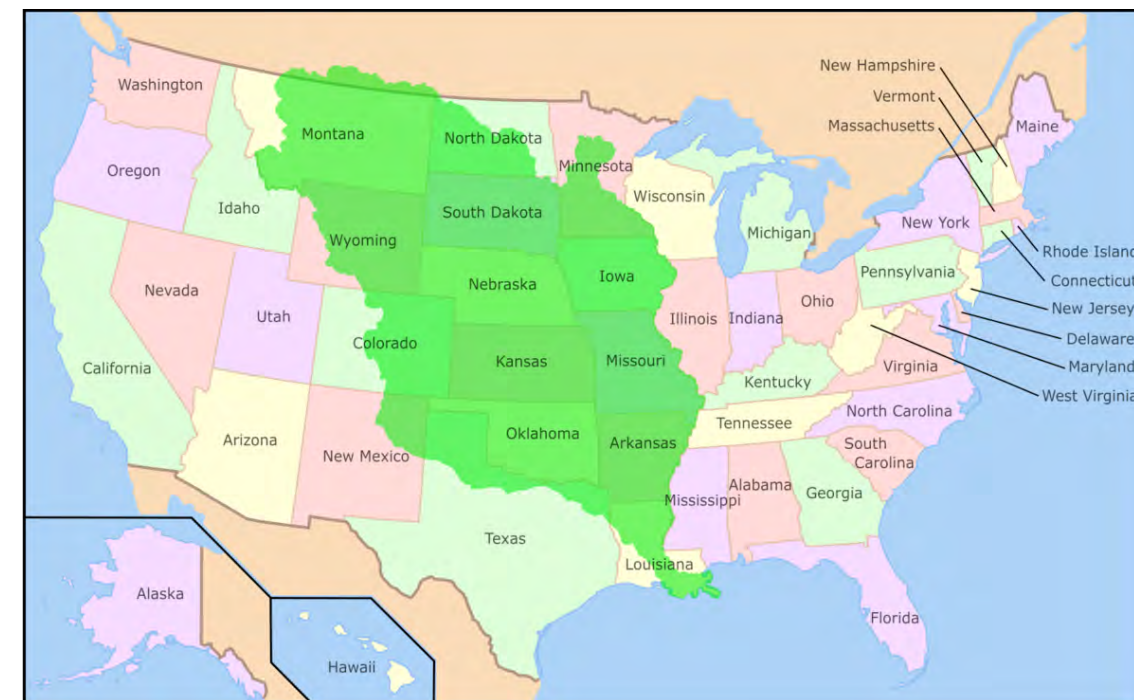 New Hampshire
Vermont
Massachusetts
Washington
Montana
North Dakota
Minnesota
Maine
Oregon
Idaho
South Dakota
Wisconsin
Michigan
New York
Wyoming
Rhode Island
Nebraska
Iowa
Pennsylvania
Connecticut
Nevada
Utah
Illinois
Indiana
Ohio
New Jersey
California
Colorado
Kansas
Missouri
Delaware
Kentucky
Virginia
Maryland
West Virginia
Arizona
New Mexico
Oklahoma
Arkansas
Tennessee
North Carolina
South
Carolina
Texas
Mississippi
Alabama
Georgia
Louisiana
Alaska
Florida
Hawaii